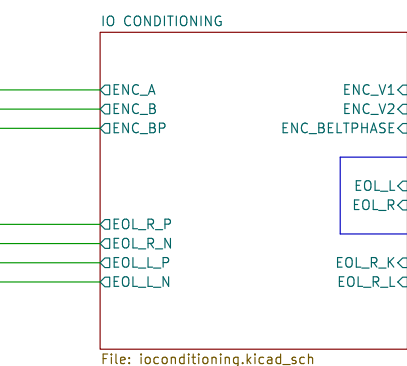 IO CONDITIONING
ENC_A
ENC_V1
ENC_B
ENC_V2
ENC_BP
ENC_BELTPHASE
EOL_L
EOL_R
EOL_R_P
EOL_R_N
EOL_L_P
EOL_R_K
EOL_L_N
EOL_R_L
File: ioconditioning.kicad_sch